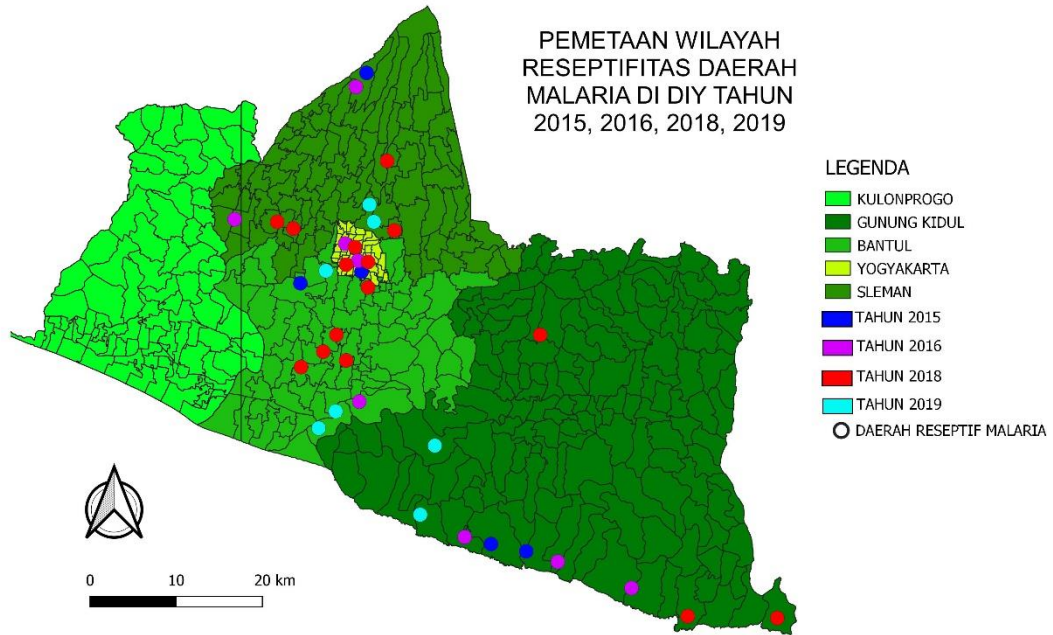 PEMETAAN WILAYAH
RESEPTIFITAS DAERAH
MALARIA DI DIY TAHUN
2015, 2016, 2018, 2019
LEGENDA
KULONPROGO
GUNUNG KIDUL
BANTUL
YOGYAKARTA
SLEMAN
TAHUN 2015
TAHUN 2016
TAHUN 2018
TAHUN 2019
DAERAH RESEPTIF MALARIA
0 10 20 km